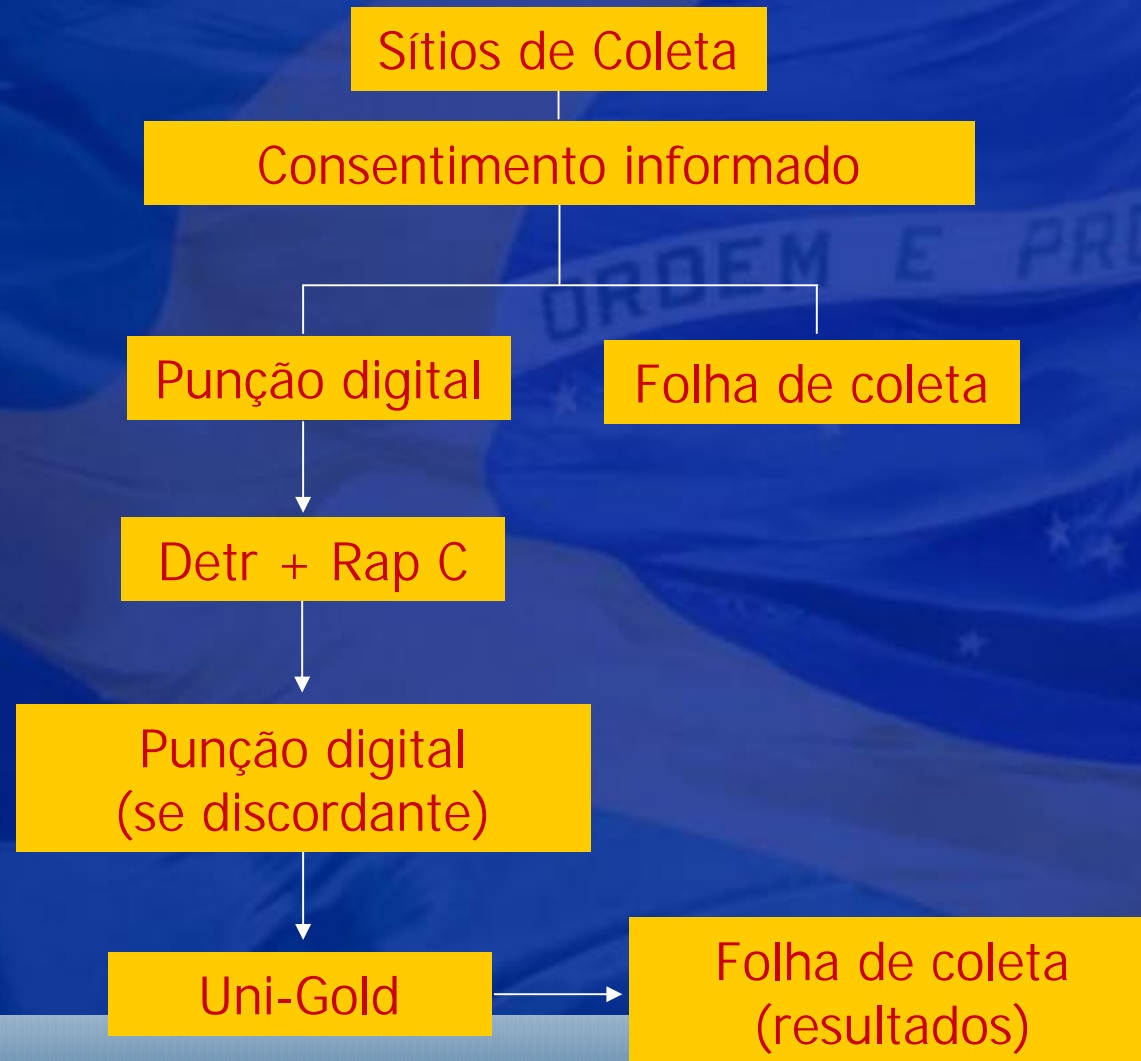 Sítios de Coleta
Consentimento informado
ORDEM E PRO
Punção digital
Folha de coleta
Detr + Rap C
Punção digital
(se discordante)
Uni-Gold
Folha de coleta
(resultados)